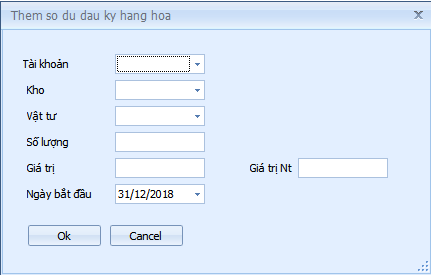 Them so du dau ky hang hoa
Tài khoản
Kho
Vật tư
Số lượng
Giá trị Giá trị Nt
Ngày bắt đầu 31/12/2018
Ok Cancel